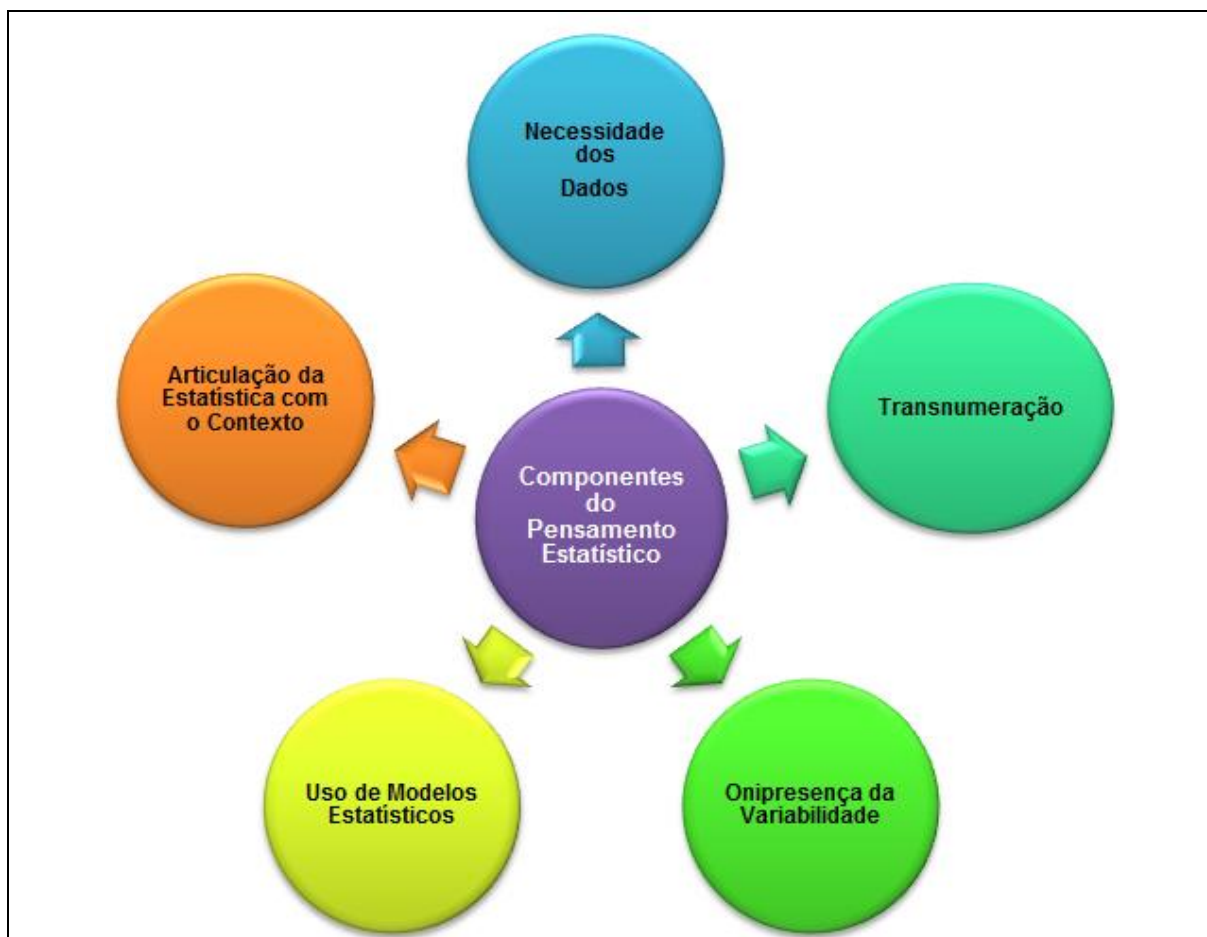 Necessidade
dos
Dados
Articulação da
Estatística com
o Contexto
Transnumeração
Componentes
do
Pensamento
Estatístico
Uso de Modelos
Estatísticos
Onipresença da
Variabilidade